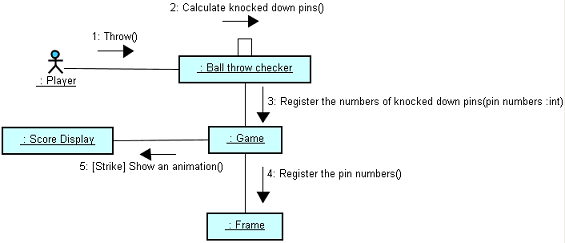 2: Calculate knocked down pins()
1: Throw()
: Player
: Ball throw checker
3: Register the numbers of knocked down pins(pin numbers :int)
: Score Display
: Game
5: [Strike] Show an animation()
4: Register the pin numbers()
: Frame